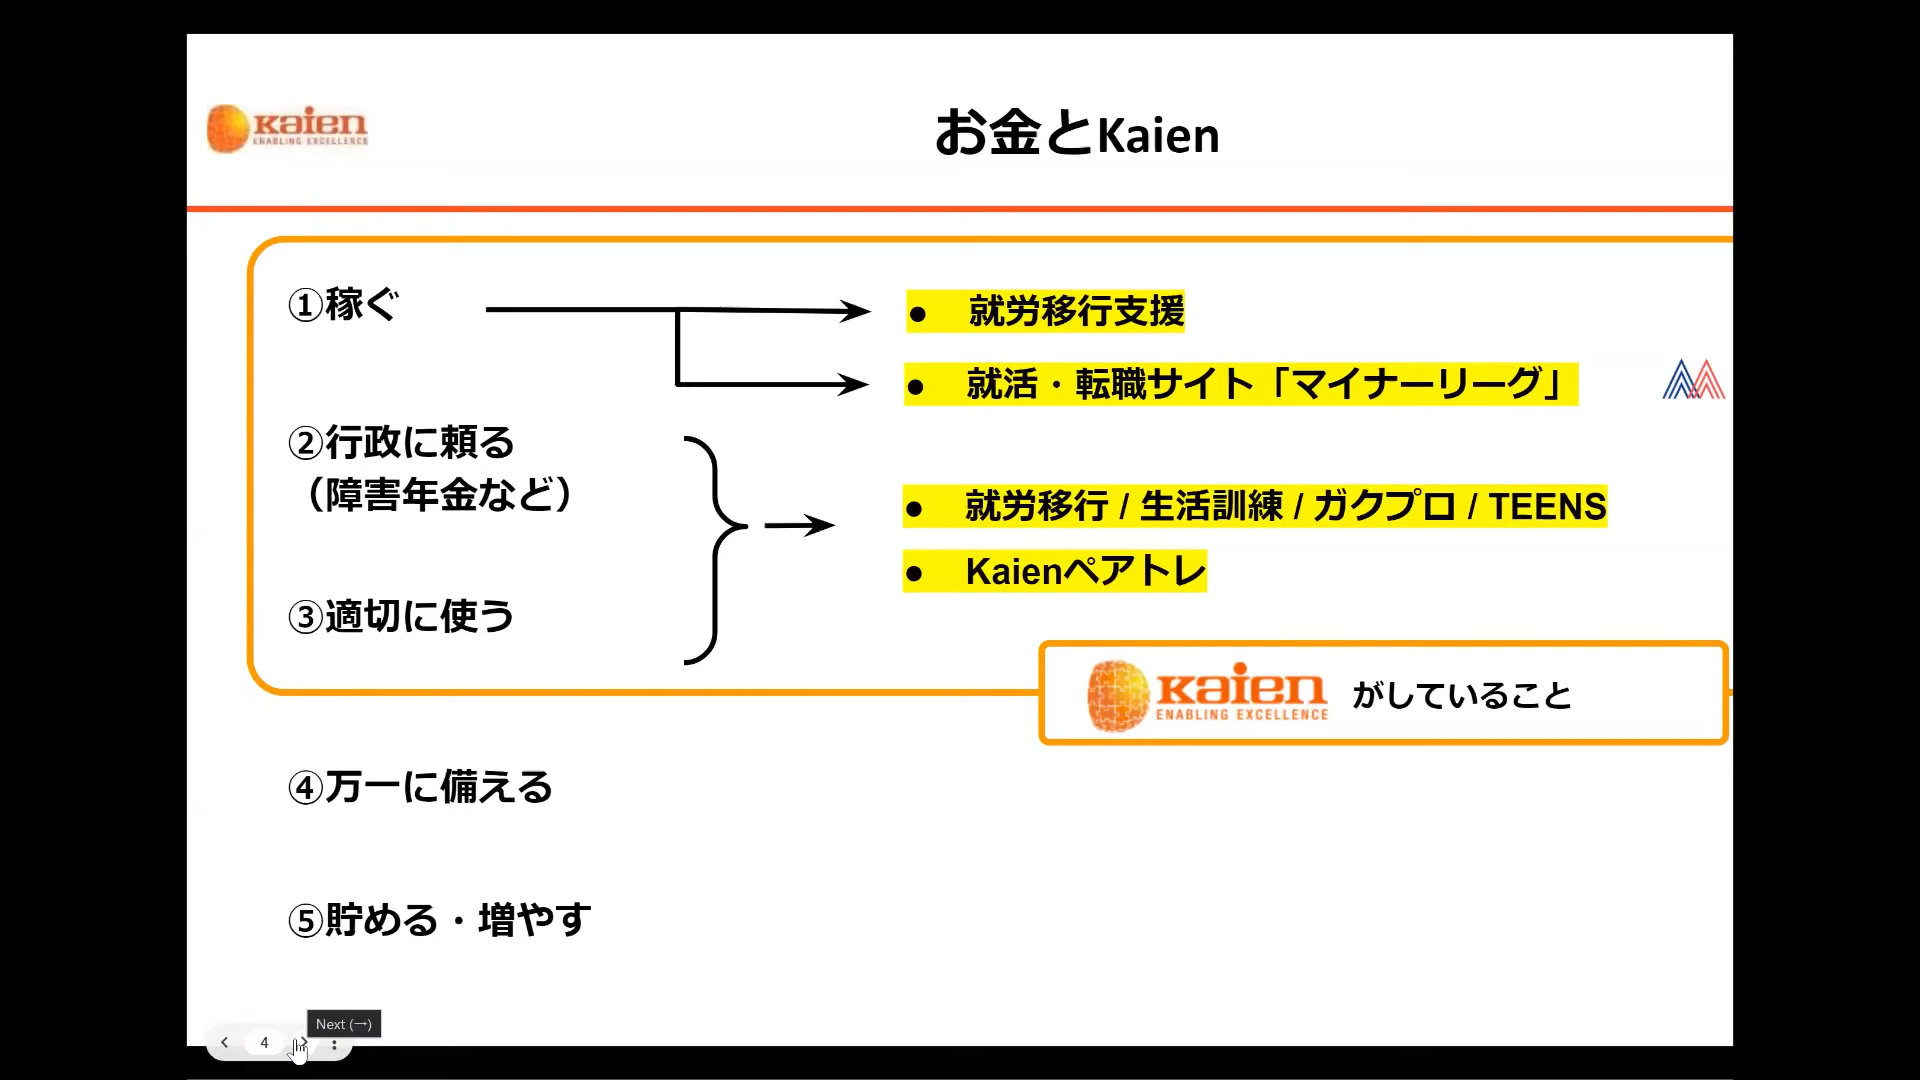 kaien
ENABLING EXCELLENCE
お金とKaien
①稼ぐ
● 就労移行支援
● 就活・転職サイト「マイナーリーグ」
②行政に頼る
（障害年金など）
● 就労移行 / 生活訓練 / ガクプロ / TEENS
● Kaienペアトレ
③適切に使う
kaien
ENABLING EXCELLENCE
がしていること
④万一に備える
⑤貯める・増やす
Next (→)
4